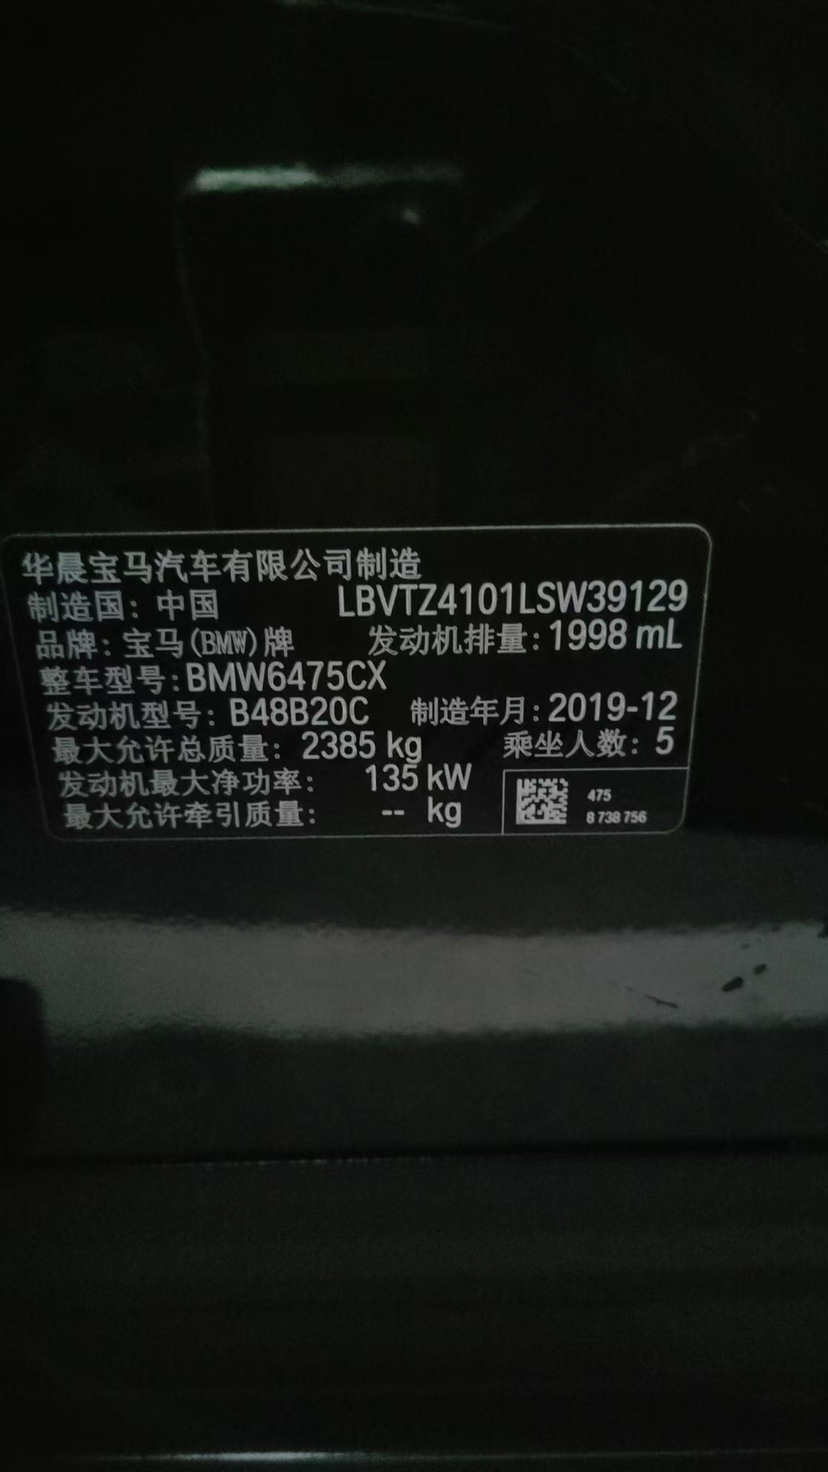 华晨宝马汽车有限公司制造
制造国：中国 LBVTZ4101LSW39129
品牌：宝马(BMW)牌 发动机排量：1998 mL
整车型号：BMW6475CX
发动机型号：B48B20C 制造年月：2019-12
最大允许总质量：2385 kg 乘坐人数：5
发动机最大净功率：135 kW
最大允许牵引质量：-- kg
475
8 738 756